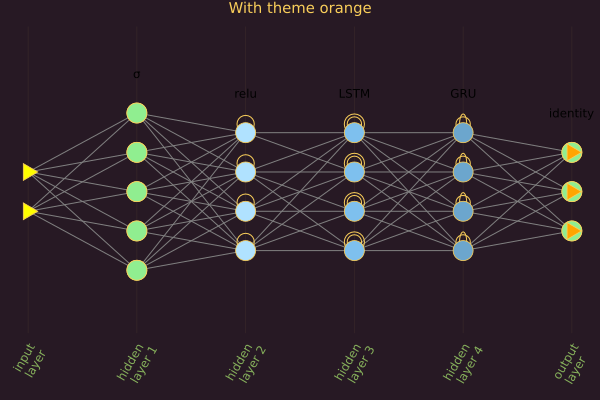 With theme orange
σ
relu
LSTM
GRU
identity
input
layer
hidden
layer 1
hidden
layer 2
hidden
layer 3
hidden
layer 4
output
layer